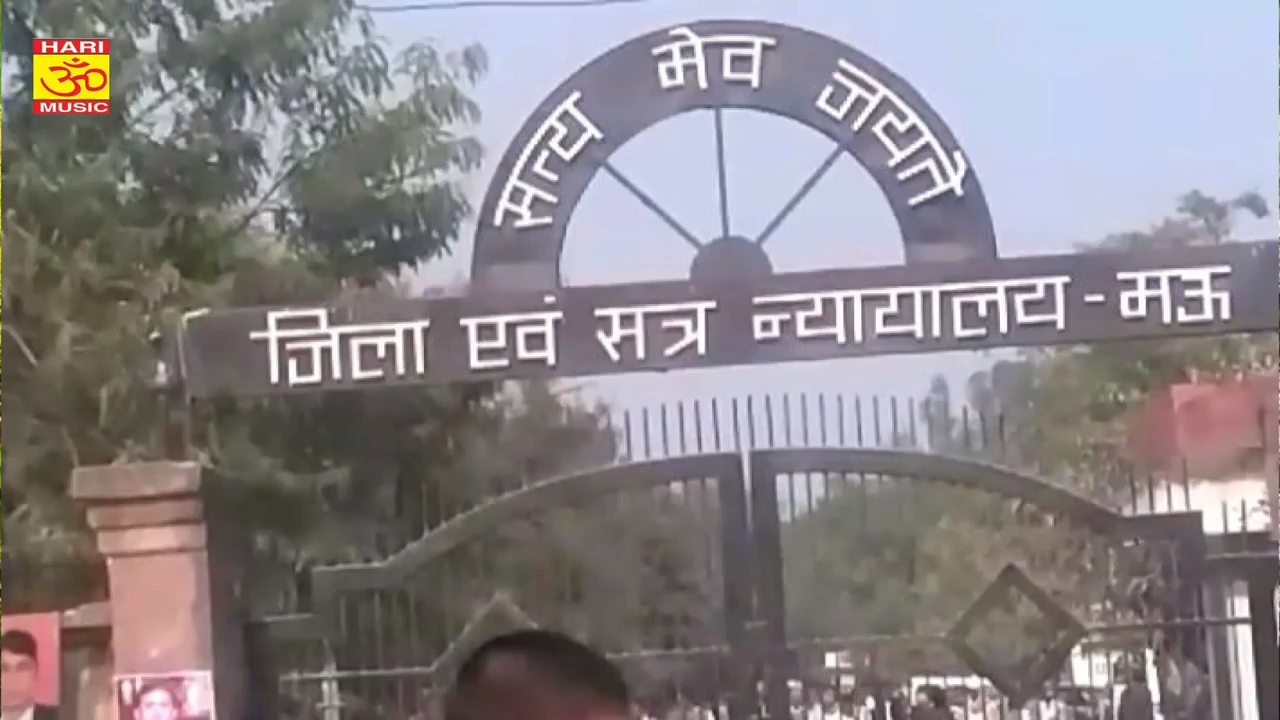 HARI
ॐ
MUSIC
सत्य मेव जयते
जिला एवं सत्र न्यायालय - मऊ